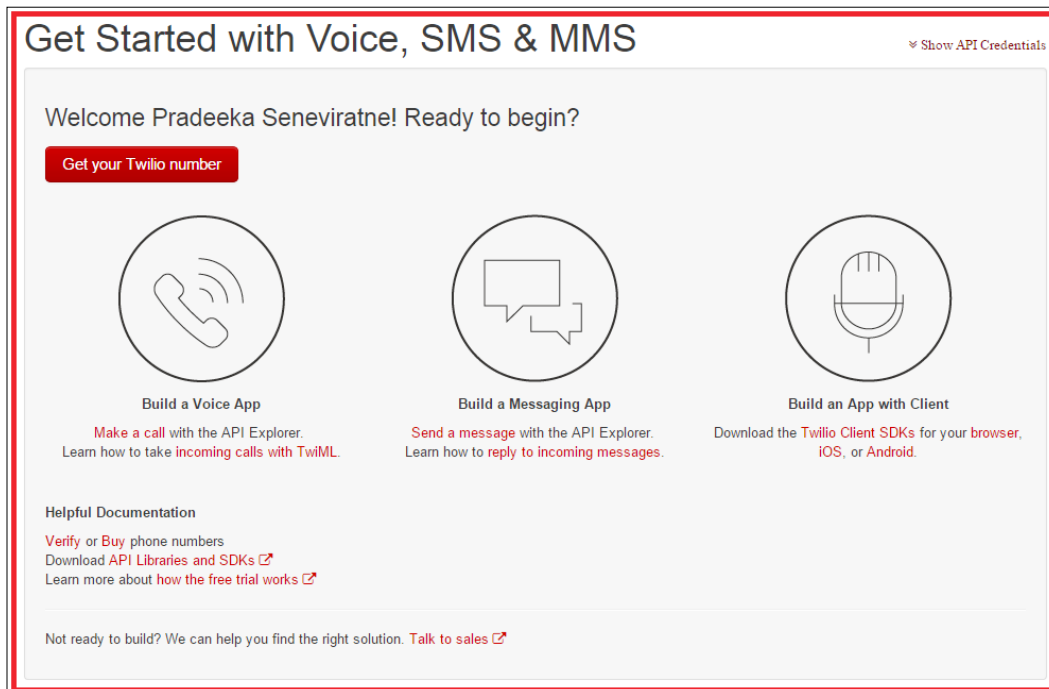 Get Started with Voice, SMS & MMS
Show API Credentials
Welcome Pradeeka Seneviratne! Ready to begin?
Get your Twilio number
Build a Voice App
Make a call with the API Explorer.
Learn how to take incoming calls with TwiML.
Build a Messaging App
Send a message with the API Explorer.
Learn how to reply to incoming messages.
Build an App with Client
Download the Twilio Client SDKs for your browser,
iOS, or Android.
Helpful Documentation
Verify or Buy phone numbers
Download API Libraries and SDKs
Learn more about how the free trial works
Not ready to build? We can help you find the right solution. Talk to sales